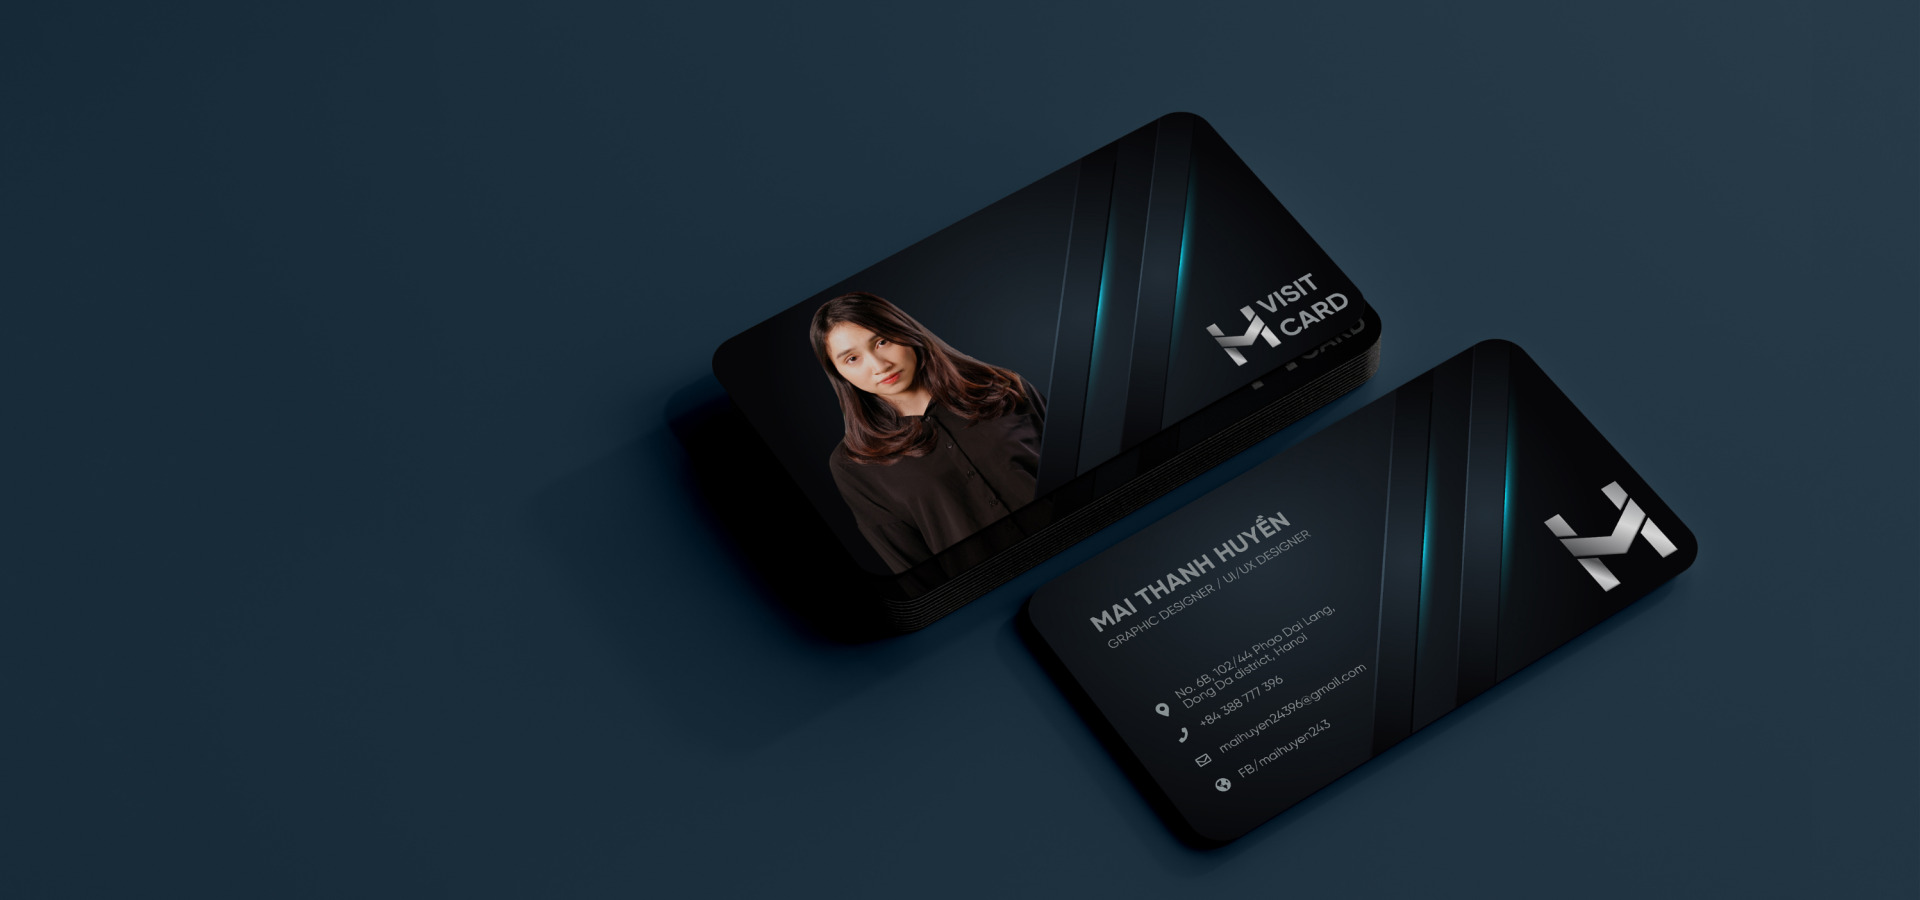 VISIT
CARD
CARD
MAI THANH HUYỀN
GRAPHIC DESIGNER / UI/UX DESIGNER
No. 6B, 102/44 Phao Dai Lang,
Dong Da district, Hanoi
+84 388 777 396
maihuyen24396@gmail.com
FB/maihuyen243